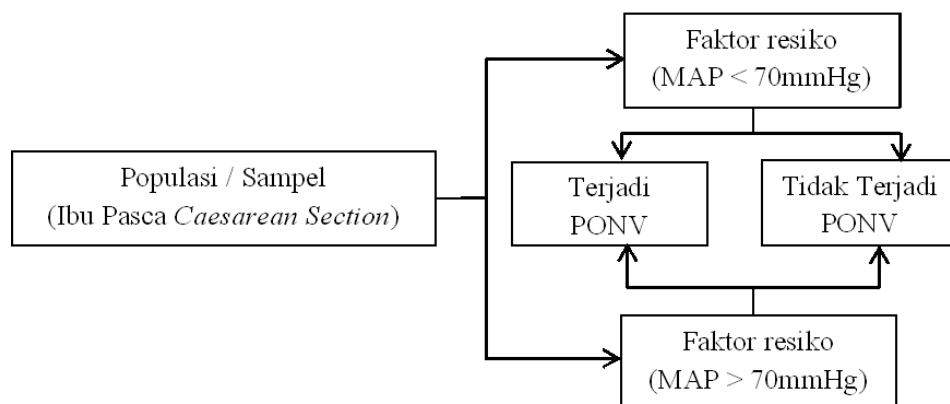 Faktor resiko
(MAP < 70mmHg)
Populasi / Sampel
(Ibu Pasca Caesarean Section)
Terjadi
PONV
Tidak Terjadi
PONV
Faktor resiko
(MAP > 70mmHg)